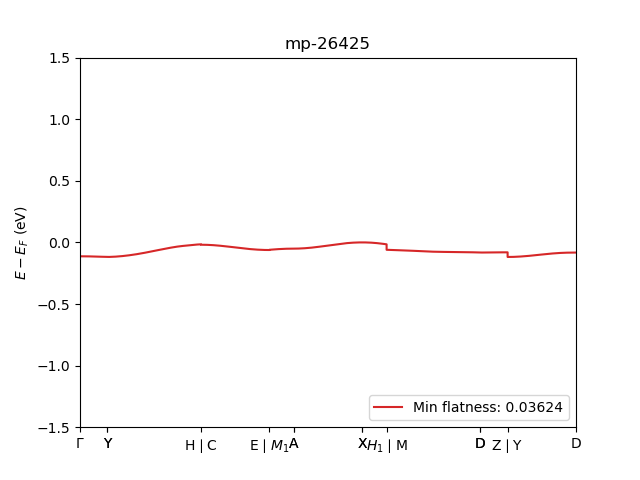 mp-26425
1.5
1.0
0.5
0.0
−0.5
−1.0
−1.5
E − E_F (eV)
Min flatness: 0.03624
Γ Y H | C E | M₁ A X H₁ | M D Z | Y D